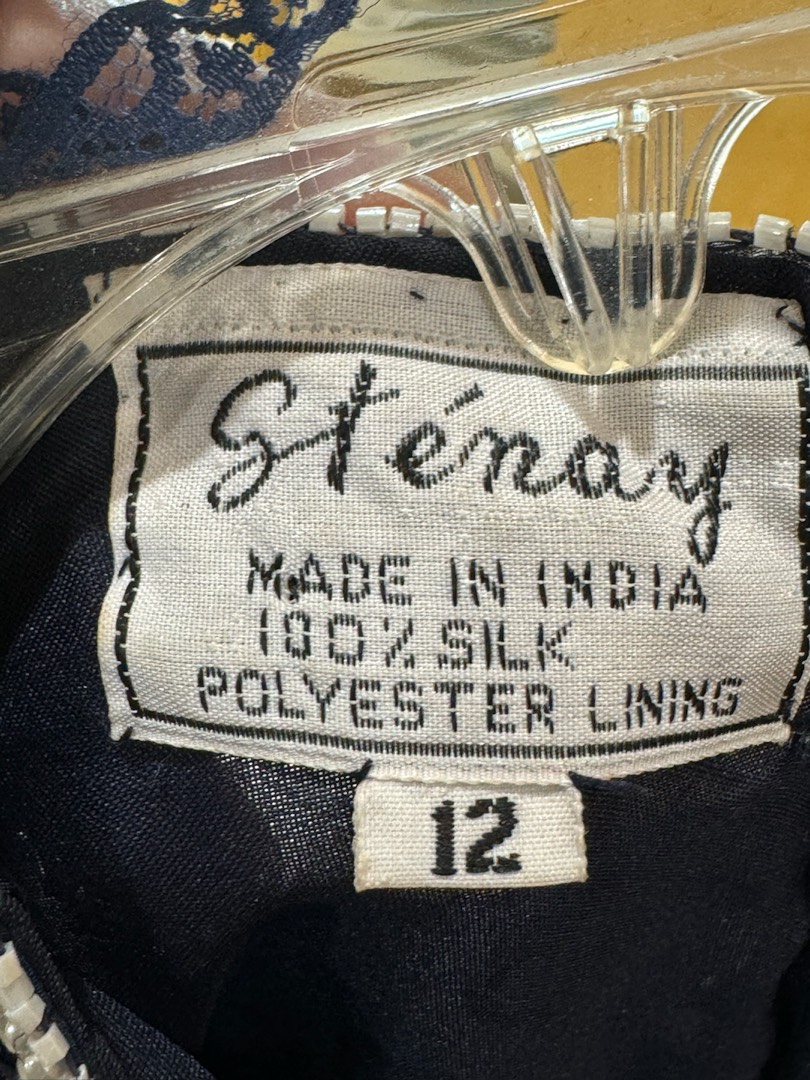 Sténay
MADE IN INDIA
100% SILK
POLYESTER LINING
12